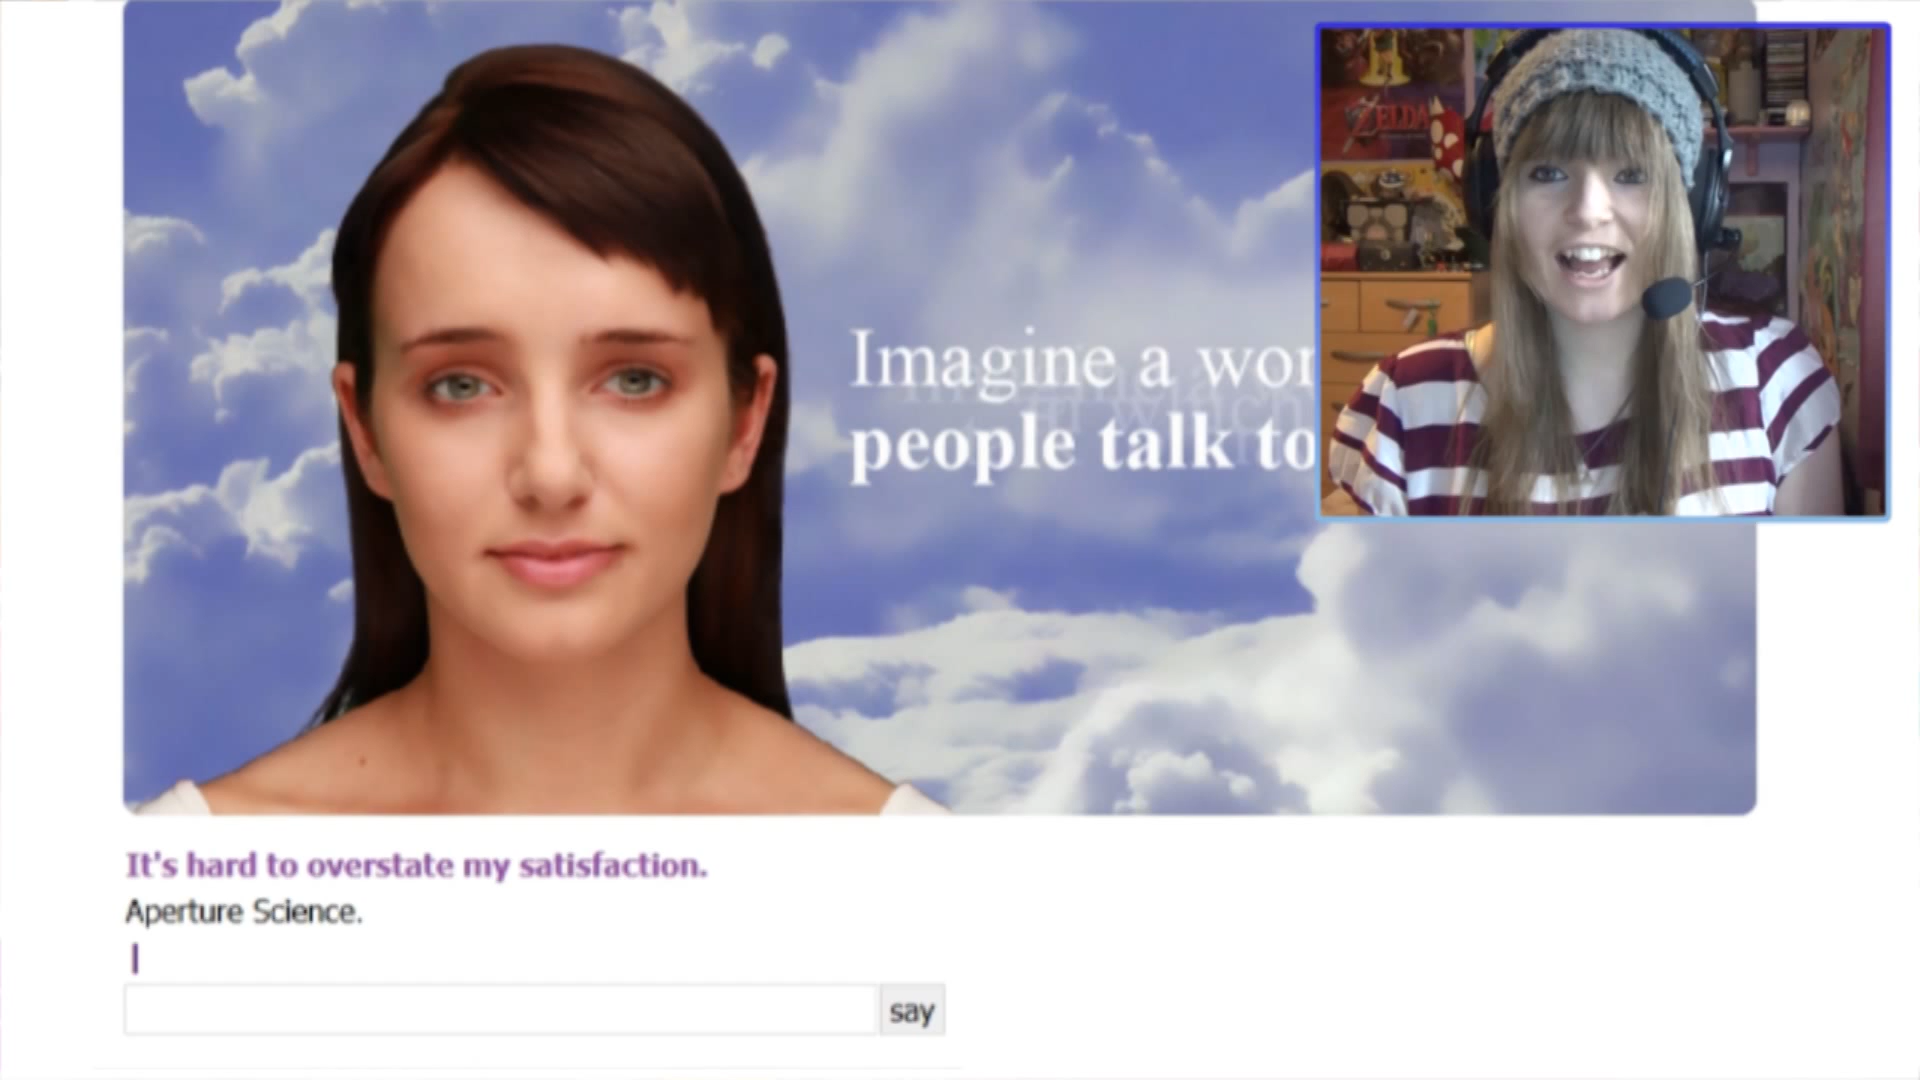 ZELDA
Imagine a wor
people talk to
It's hard to overstate my satisfaction.
Aperture Science.
say